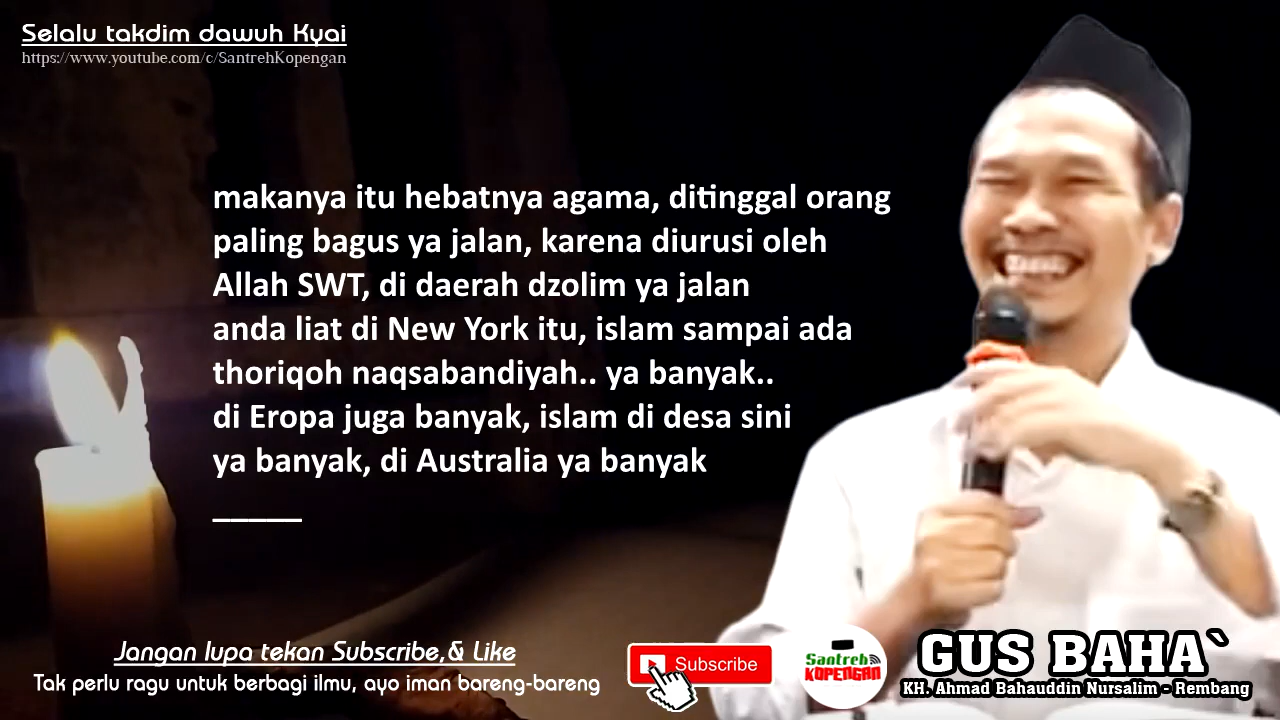 Selalu takdim dawuh Kyai
https://www.youtube.com/c/SantrehKopengan
makanya itu hebatnya agama, ditinggal orang
paling bagus ya jalan, karena diurusi oleh
Allah SWT, di daerah dzolim ya jalan
anda liat di New York itu, islam sampai ada
thoriqoh naqsabandiyah.. ya banyak..
di Eropa juga banyak, islam di desa sini
ya banyak, di Australia ya banyak
_____
Jangan lupa tekan Subscribe,& Like
Tak perlu ragu untuk berbagi ilmu, ayo iman bareng-bareng
Subscribe
Santreh
KOPENGAN
GUS BAHA`
KH. Ahmad Bahauddin Nursalim - Rembang